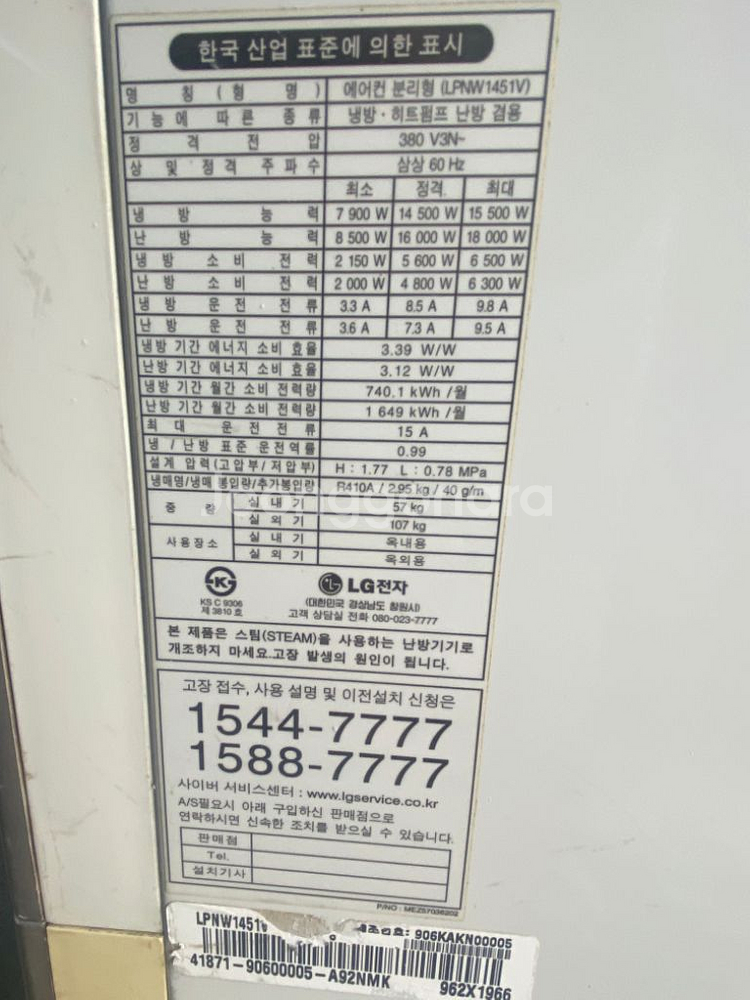 한국 산업 표준에 의한 표시
명 칭 ( 형 명 ) 에어컨 분리형 (LPNW1451V)
기능에 따른 종류 냉방 · 히트펌프 난방 겸용
정 격 전 압 380 V3N~
상 및 정격 주파수 삼상 60 Hz
최소 정격 최대
냉 방 능 력 7 900 W 14 500 W 15 500 W
난 방 능 력 8 500 W 16 000 W 18 000 W
냉 방 소 비 전 력 2 150 W 5 600 W 6 500 W
난 방 소 비 전 력 2 000 W 4 800 W 6 300 W
냉 방 운 전 전 류 3.3 A 8.5 A 9.8 A
난 방 운 전 전 류 3.6 A 7.3 A 9.5 A
냉방 기간 에너지 소비 효율 3.39 W/W
난방 기간 에너지 소비 효율 3.12 W/W
냉방 기간 월간 소비 전력량 740.1 kWh /월
난방 기간 월간 소비 전력량 1 649 kWh /월
최 대 운 전 전 류 15 A
냉 / 난방 표준 운전역률 0.99
설계 압력 (고압부 / 저압부) H : 1.77 L : 0.78 MPa
냉매명/냉매 봉입량/추가봉입량 R410A / 2.95 kg / 40 g/m
중 량 실 내 기 57 kg
실 외 기 107 kg
사용장소 실 내 기 옥내용
실 외 기 옥외용
KS C 9306
제 3810 호
LG전자
(대한민국 경상남도 창원시)
고객 상담실 전화 080-023-7777
본 제품은 스팀(STEAM)을 사용하는 난방기기로
개조하지 마세요.고장 발생의 원인이 됩니다.
고장 접수, 사용 설명 및 이전설치 신청은
1544-7777
1588-7777
사이버 서비스센터 : www.lgservice.co.kr
A/S필요시 아래 구입하신 판매점으로
연락하시면 신속한 조치를 받으실 수 있습니다.
판매점
Tel.
설치기사
P/NO : MEZ57036202
LPNW1451 제조번호: 906KAKN00005
41871-90600005-A92NMK 962X1966